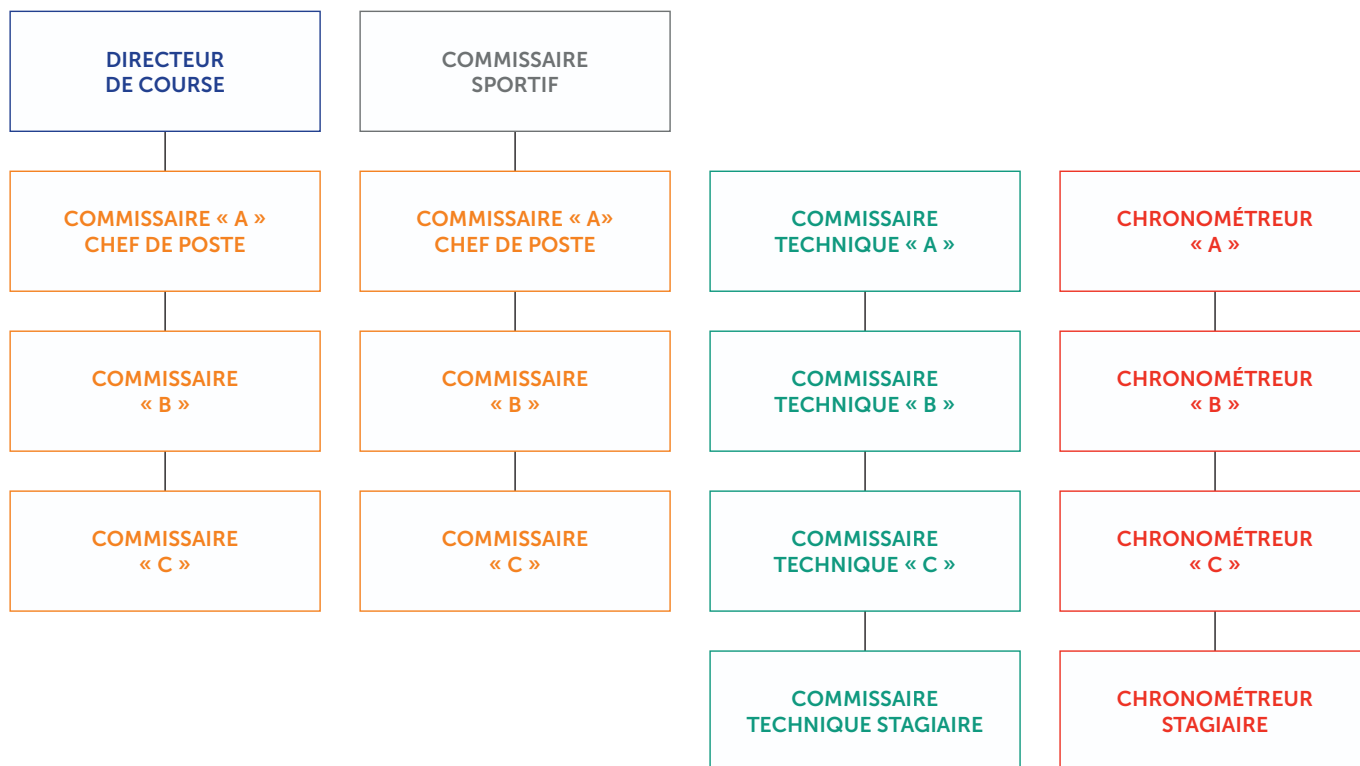 DIRECTEUR
DE COURSE
COMMISSAIRE
SPORTIF
COMMISSAIRE « A »
CHEF DE POSTE
COMMISSAIRE « A»
CHEF DE POSTE
COMMISSAIRE
TECHNIQUE « A »
CHRONOMÉTREUR
« A »
COMMISSAIRE
« B »
COMMISSAIRE
« B »
COMMISSAIRE
TECHNIQUE « B »
CHRONOMÉTREUR
« B »
COMMISSAIRE
« C »
COMMISSAIRE
« C »
COMMISSAIRE
TECHNIQUE « C »
CHRONOMÉTREUR
« C »
COMMISSAIRE
TECHNIQUE STAGIAIRE
CHRONOMÉTREUR
STAGIAIRE